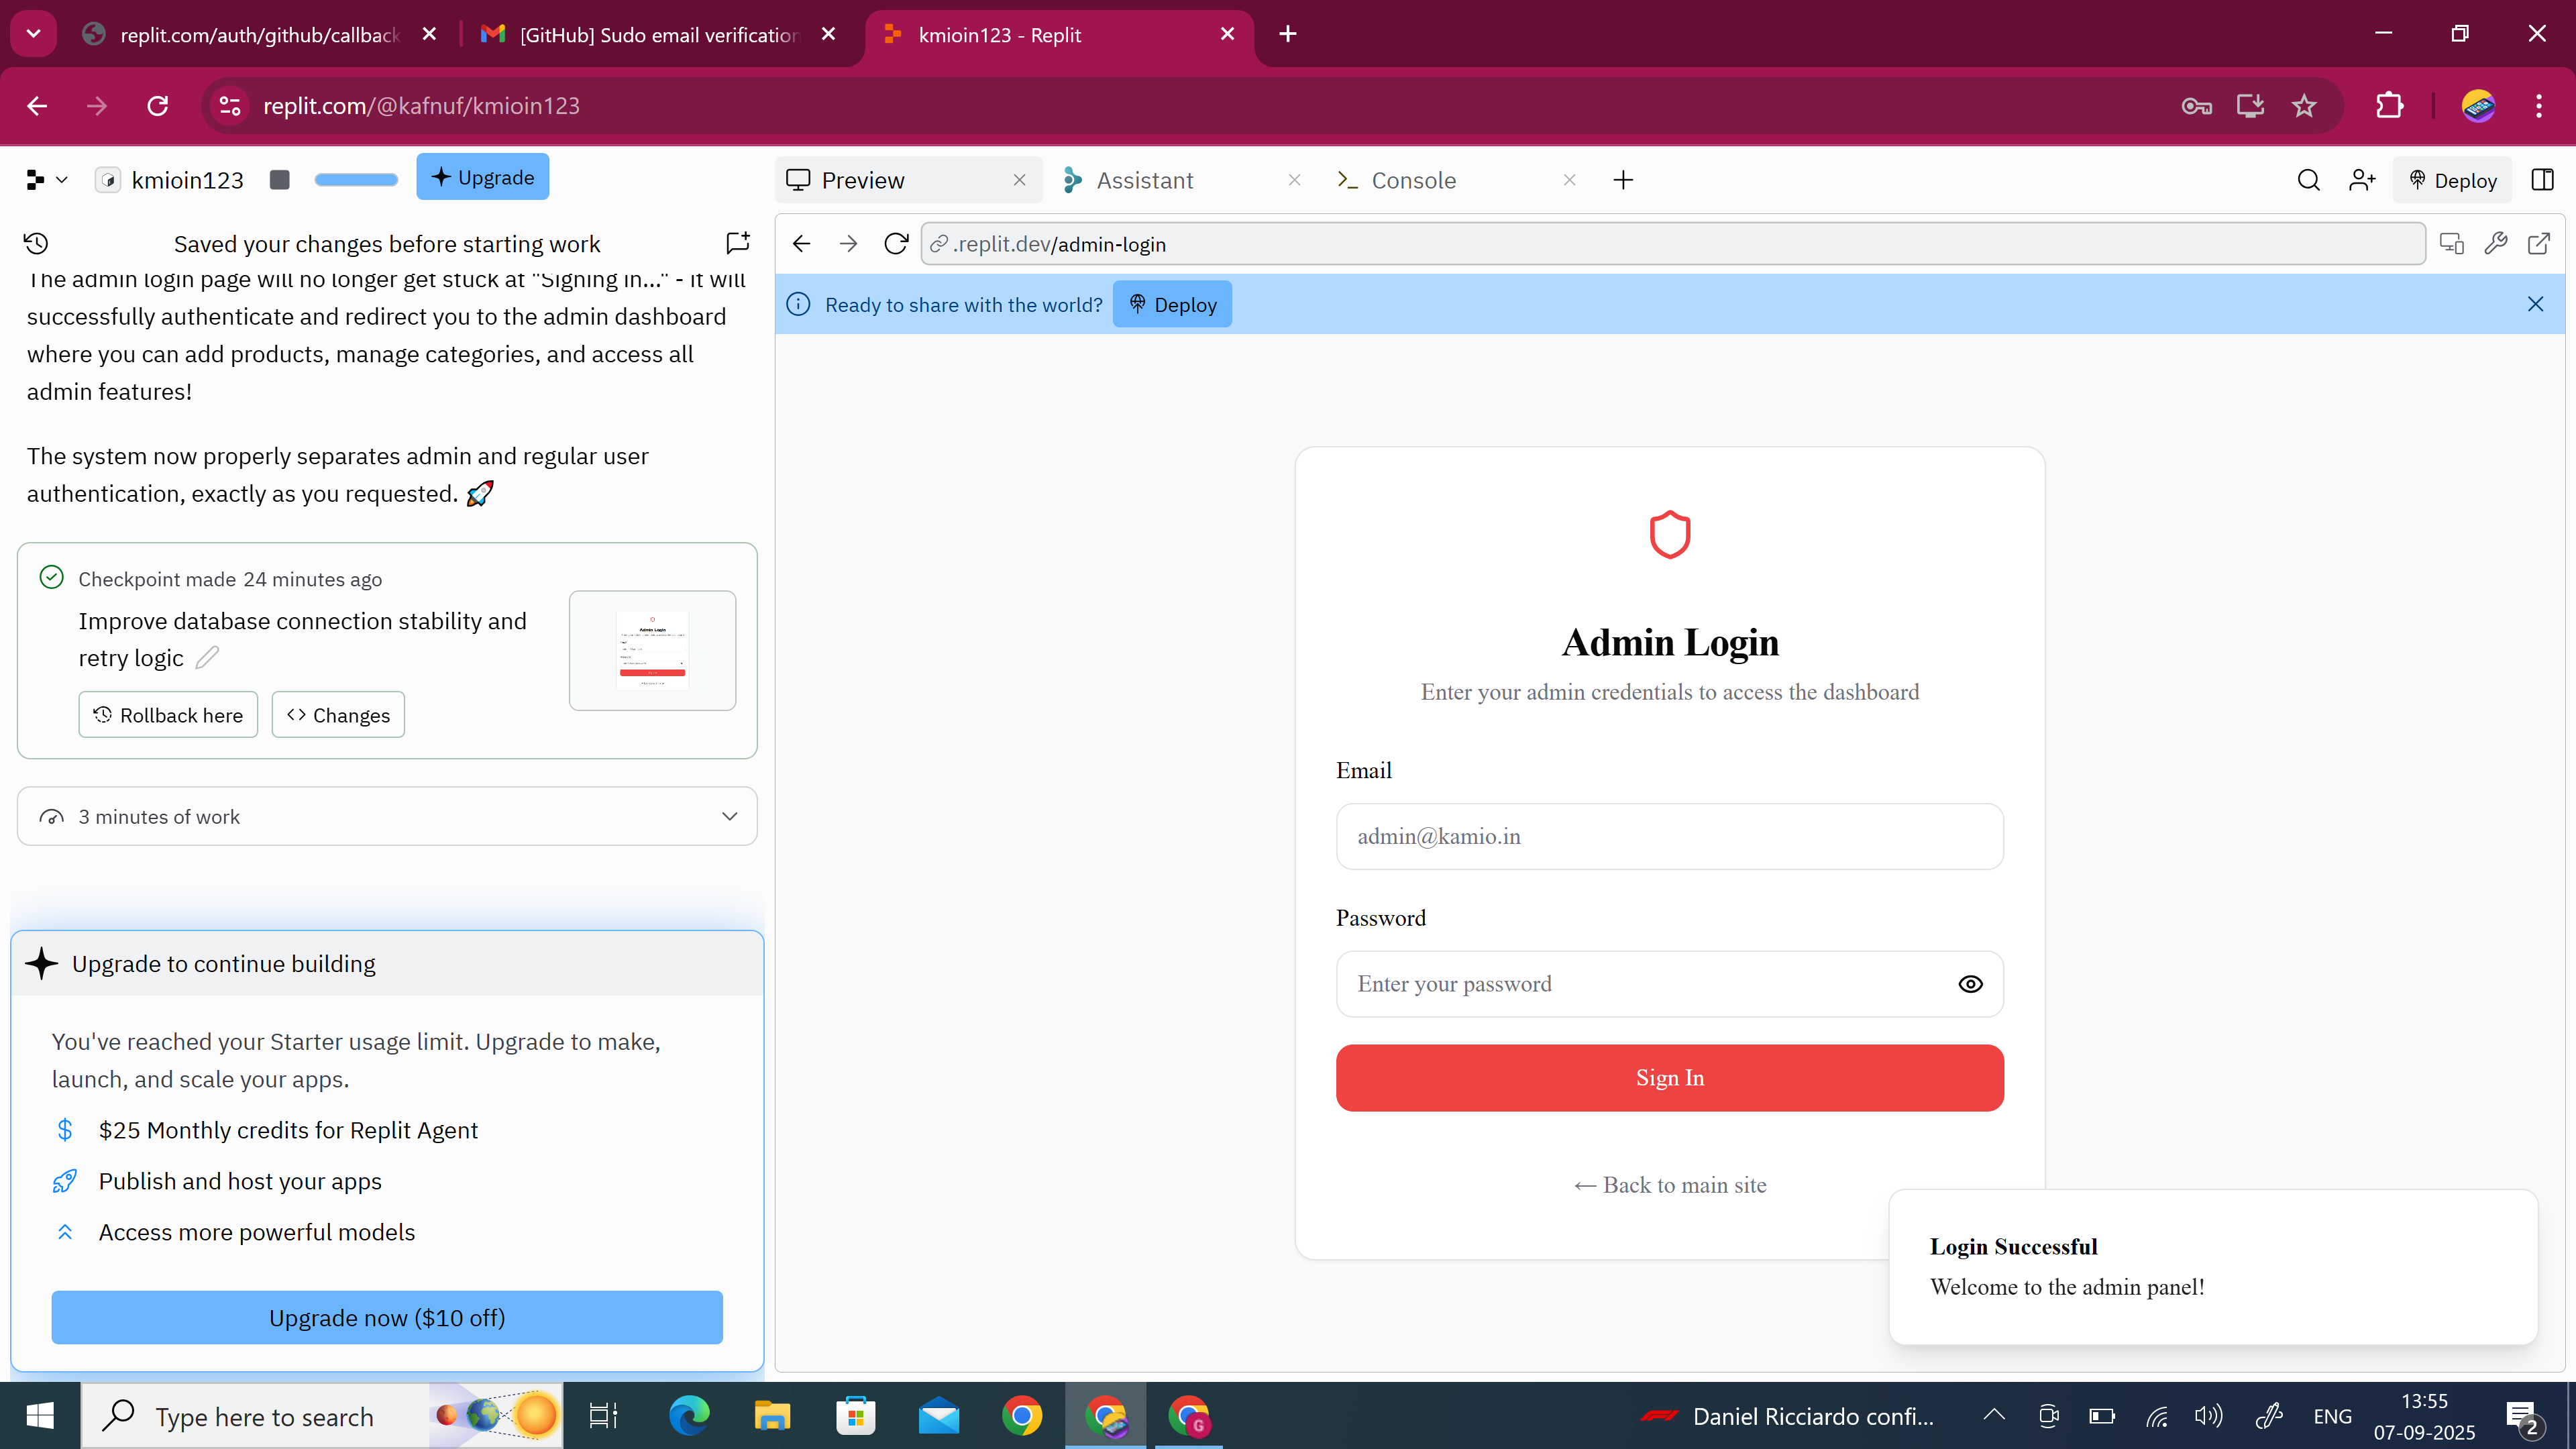 replit.com/auth/github/callback
[GitHub] Sudo email verification
kmioin123 - Replit
replit.com/@kafnuf/kmioin123
kmioin123
Upgrade
Preview
Assistant
Console
Deploy
Saved your changes before starting work
.replit.dev/admin-login
The admin login page will no longer get stuck at "Signing in..." - it will
successfully authenticate and redirect you to the admin dashboard
where you can add products, manage categories, and access all
admin features!
The system now properly separates admin and regular user
authentication, exactly as you requested. 🚀
Checkpoint made 24 minutes ago
Improve database connection stability and
retry logic
Rollback here
Changes
3 minutes of work
Upgrade to continue building
You've reached your Starter usage limit. Upgrade to make,
launch, and scale your apps.
$25 Monthly credits for Replit Agent
Publish and host your apps
Access more powerful models
Upgrade now ($10 off)
Ready to share with the world?
Deploy
Admin Login
Enter your admin credentials to access the dashboard
Email
admin@kamio.in
Password
Enter your password
Sign In
← Back to main site
Login Successful
Welcome to the admin panel!
Type here to search
G
Daniel Ricciardo confi...
ENG
13:55
07-09-2025
2